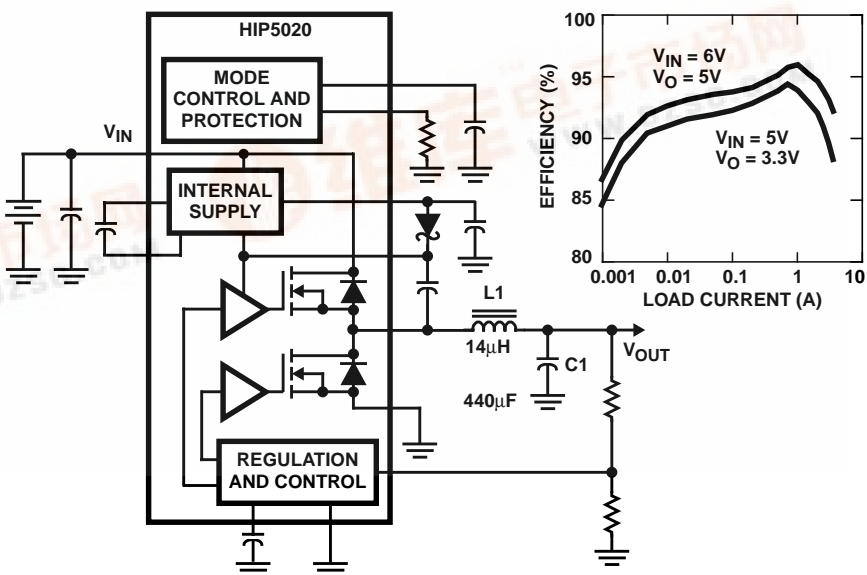 HIP5020
MODE
CONTROL AND
PROTECTION
VIN
INTERNAL
SUPPLY
L1
14µH
C1
440µF
VOUT
REGULATION
AND CONTROL
100
95
90
85
80
EFFICIENCY (%)
VIN = 6V
VO = 5V
VIN = 5V
VO = 3.3V
0.001
0.01
0.1
1
10
LOAD CURRENT (A)